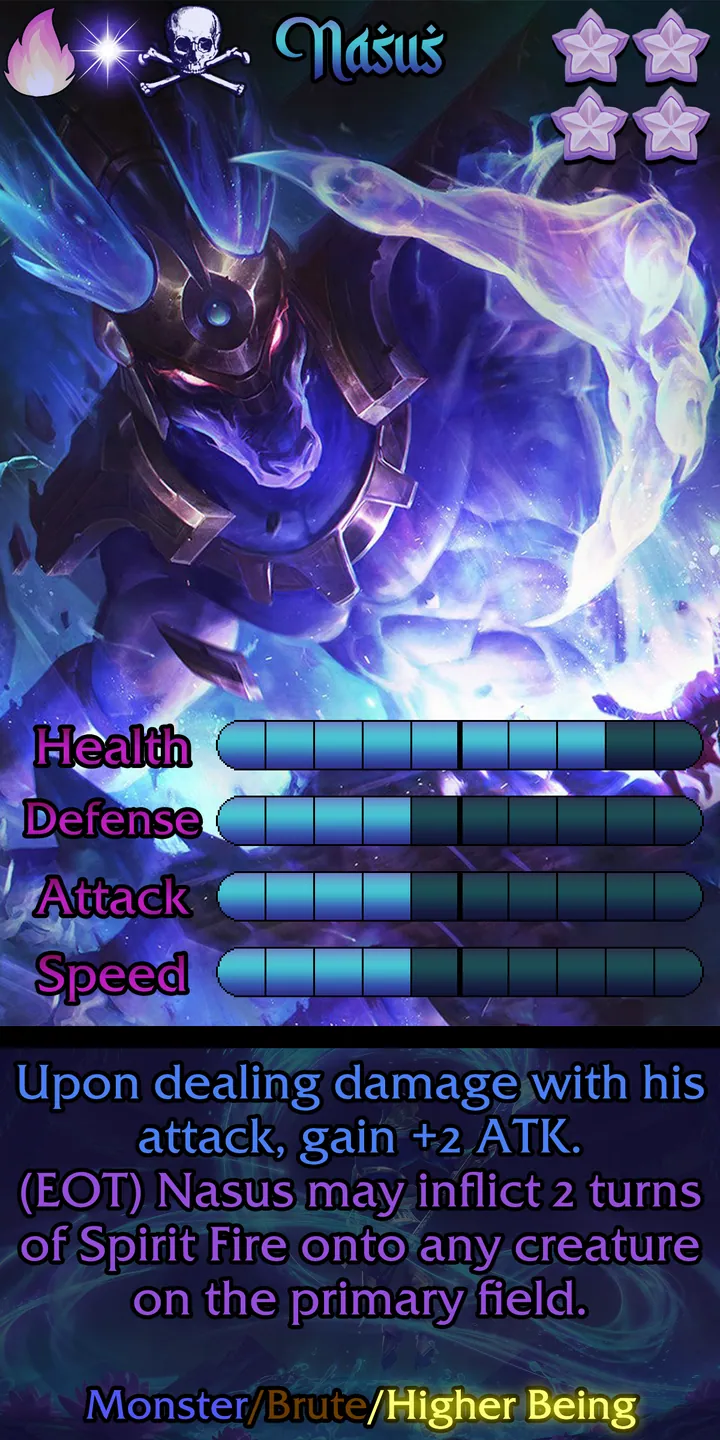 Nasus
Health
Defense
Attack
Speed
Upon dealing damage with his
attack, gain +2 ATK.
(EOT) Nasus may inflict 2 turns
of Spirit Fire onto any creature
on the primary field.
Monster/Brute/Higher Being